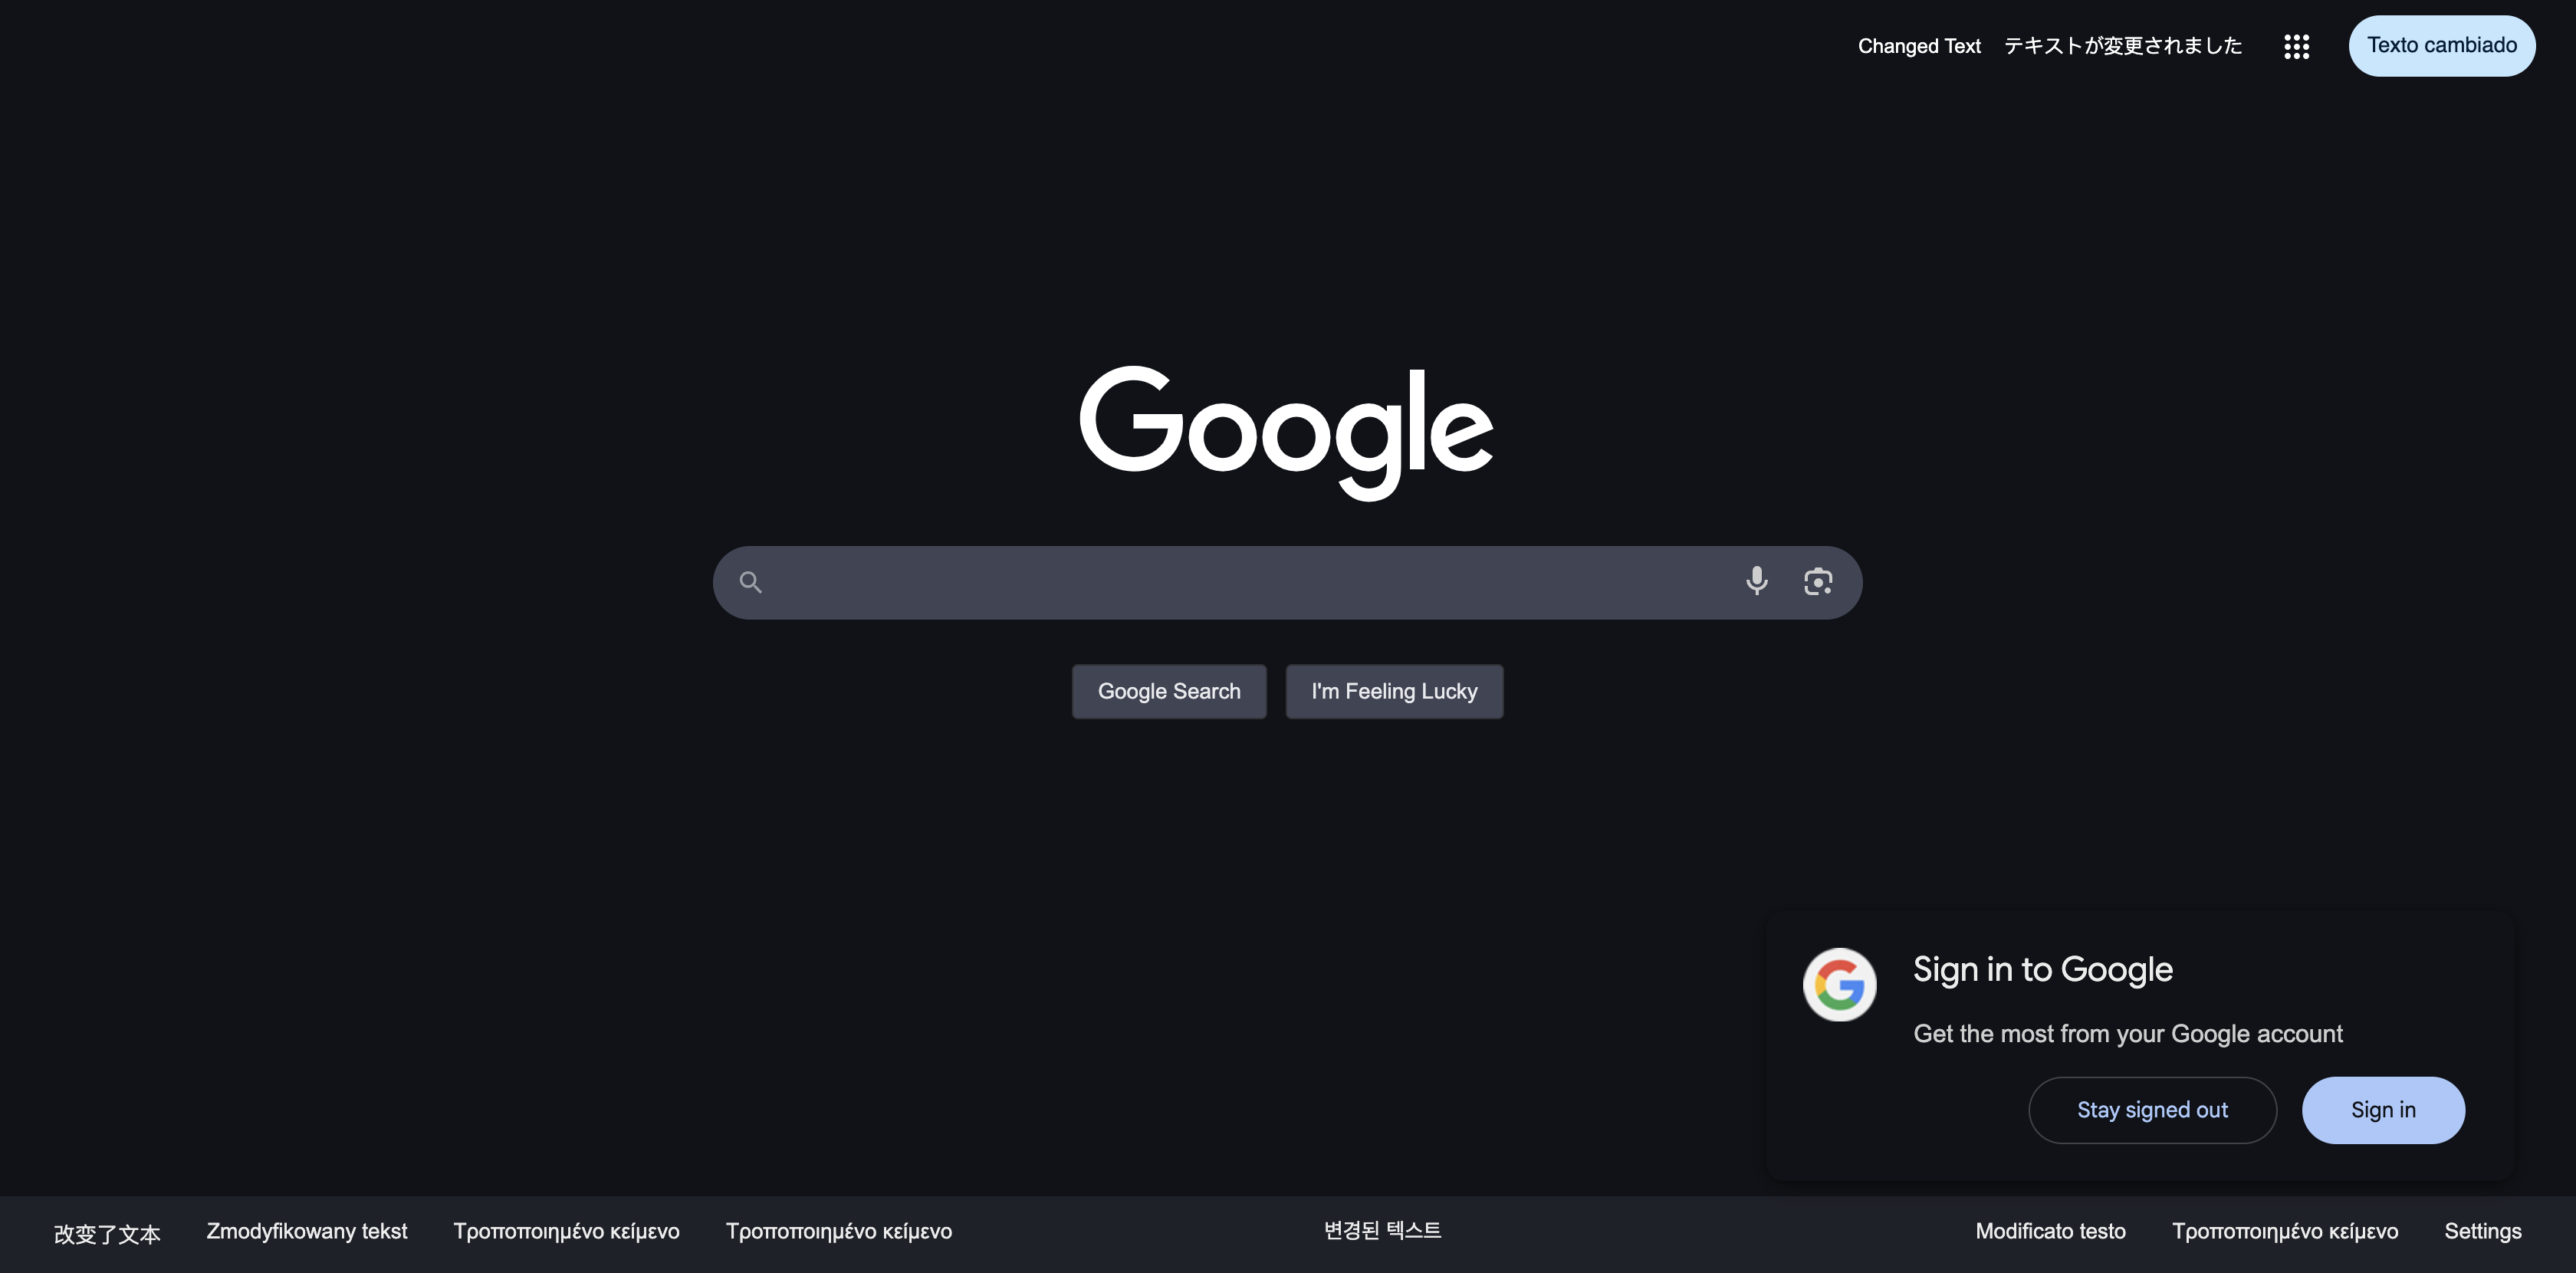 Changed Text テキストが変更されました Texto cambiado
Google
Google Search I'm Feeling Lucky
Sign in to Google
Get the most from your Google account
Stay signed out Sign in
改变了文本 Zmodyfikowany tekst Τροποποιημένο κείμενο Τροποποιημένο κείμενο 변경된 텍스트 Modificato testo Τροποποιημένο κείμενο Settings